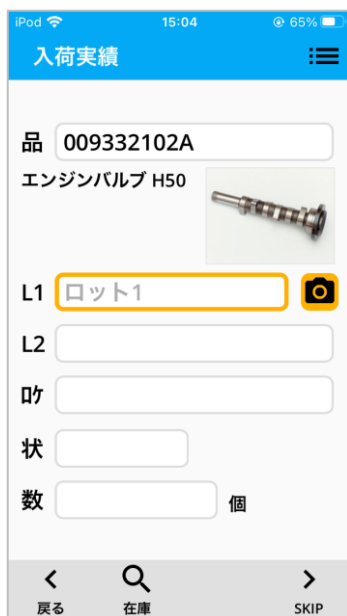 iPod 15:04 65%
入荷実績
品 009332102A
エンジンバルブ H50
L1 ロット1
L2
ﾛｹ
状
数 個
戻る 在庫 SKIP